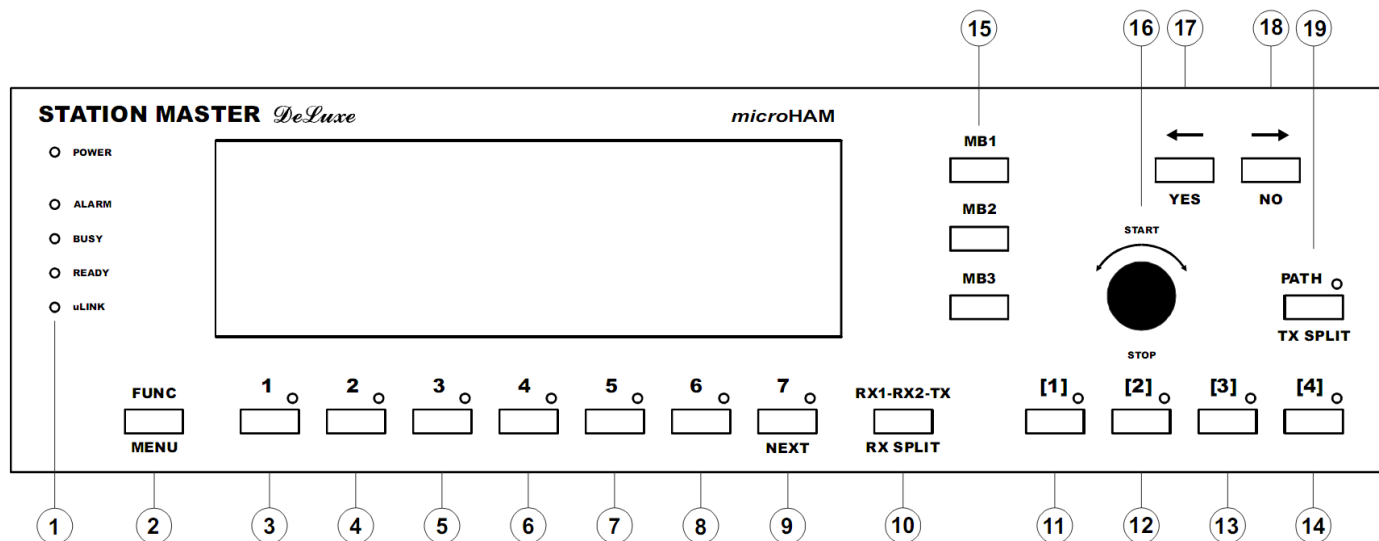 15 16 17 18 19
STATION MASTER DeLuxe microHAM
POWER
ALARM
BUSY
READY
uLINK
MB1
MB2
MB3
YES NO
START
STOP
PATH
TX SPLIT
FUNC 1 2 3 4 5 6 7 RX1-RX2-TX [1] [2] [3] [4]
MENU NEXT RX SPLIT
1 2 3 4 5 6 7 8 9 10 11 12 13 14